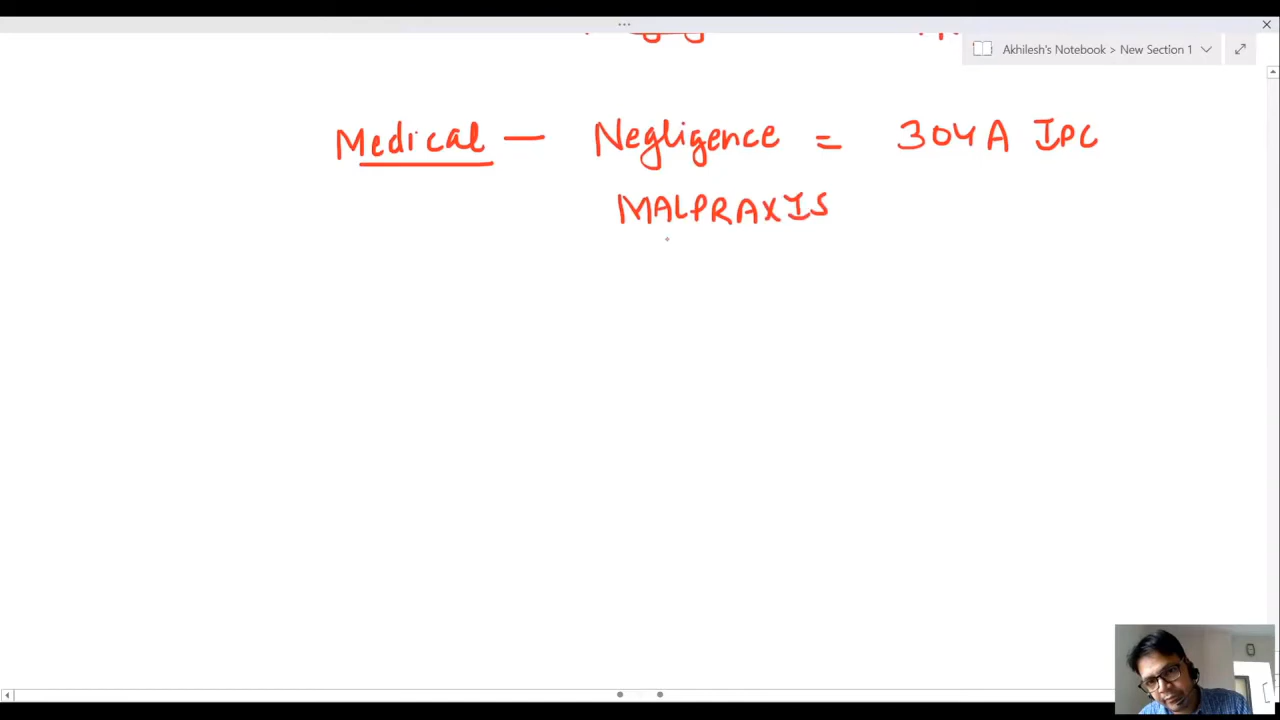 Akhilesh's Notebook > New Section 1
Medical — Negligence = 304A IPC
MALPRAXIS